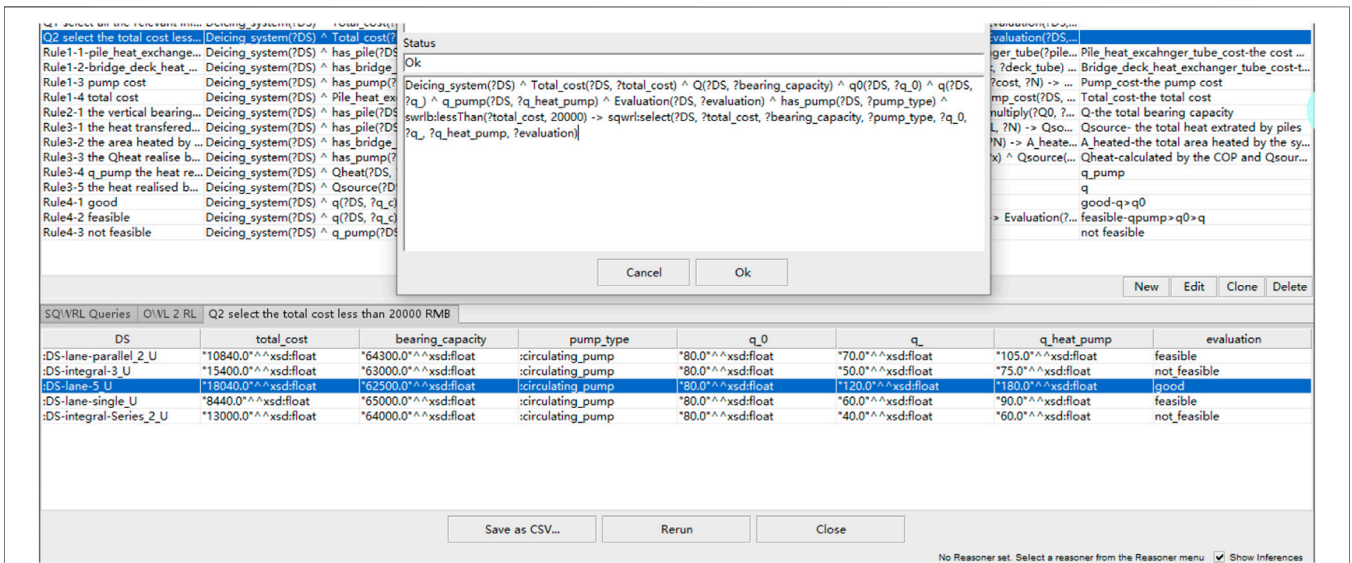 Q2 select the total cost less... Deicing_system(?DS) ^ Total_cost(? valuation(?DS,...
Status
Rule1-1-pile_heat_exchange... Deicing_system(?DS) ^ has_pile(?DS ger_tube(?pile... Pile_heat_excahnger_tube_cost-the cost ...
Ok
Rule1-2-bridge_deck_heat_... Deicing_system(?DS) ^ has_bridge_ , ?deck_tube) ... Bridge_deck_heat_exchanger_tube_cost-t...
Rule1-3 pump cost Deicing_system(?DS) ^ has_pump(? ?cost, ?N) -> ... Pump_cost-the pump cost
Rule1-4 total cost Deicing_system(?DS) ^ Pile_heat_ex mp_cost(?DS, ... Total_cost-the total cost
Rule2-1 the vertical bearing... Deicing_system(?DS) ^ has_pile(?DS nultiply(?Q0, ?... Q-the total bearing capacity
Rule3-1 the heat transfered... Deicing_system(?DS) ^ has_pile(?DS L, ?N) -> Qso... Qsource- the total heat extrated by piles
Rule3-2 the area heated by ... Deicing_system(?DS) ^ has_bridge_ ?N) -> A_heate... A_heated-the total area heated by the sy...
Rule3-3 the Qheat realise b... Deicing_system(?DS) ^ has_pump(? ?x) ^ Qsource(... Qheat-calculated by the COP and Qsour...
Rule3-4 q_pump the heat re... Deicing_system(?DS) ^ Qheat(?DS, q_pump
Rule3-5 the heat realised b... Deicing_system(?DS) ^ Qsource(?D q
Rule4-1 good Deicing_system(?DS) ^ q(?DS, ?q_c) good-q>q0
Rule4-2 feasible Deicing_system(?DS) ^ q(?DS, ?q_c) > Evaluation(?... feasible-qpump>q0>q
Rule4-3 not feasible Deicing_system(?DS) ^ q_pump(?DS not feasible
Deicing_system(?DS) ^ Total_cost(?DS, ?total_cost) ^ Q(?DS, ?bearing_capacity) ^ q0(?DS, ?q_0) ^ q(?DS,
?q_) ^ q_pump(?DS, ?q_heat_pump) ^ Evaluation(?DS, ?evaluation) ^ has_pump(?DS, ?pump_type) ^
swrlb:lessThan(?total_cost, 20000) -> sqwrl:select(?DS, ?total_cost, ?bearing_capacity, ?pump_type, ?q_0,
?q_, ?q_heat_pump, ?evaluation)
Cancel Ok
New Edit Clone Delete
SQWRL Queries OWL 2 RL Q2 select the total cost less than 20000 RMB
DS total_cost bearing_capacity pump_type q_0 q_ q_heat_pump evaluation
:DS-lane-parallel_2_U "10840.0"^^xsd:float "64300.0"^^xsd:float :circulating_pump "80.0"^^xsd:float "70.0"^^xsd:float "105.0"^^xsd:float feasible
:DS-integral-3_U "15400.0"^^xsd:float "63000.0"^^xsd:float :circulating_pump "80.0"^^xsd:float "50.0"^^xsd:float "75.0"^^xsd:float not_feasible
:DS-lane-5_U "18040.0"^^xsd:float "62500.0"^^xsd:float :circulating_pump "80.0"^^xsd:float "120.0"^^xsd:float "180.0"^^xsd:float good
:DS-lane-single_U "8440.0"^^xsd:float "65000.0"^^xsd:float :circulating_pump "80.0"^^xsd:float "60.0"^^xsd:float "90.0"^^xsd:float feasible
:DS-integral-Series_2_U "13000.0"^^xsd:float "64000.0"^^xsd:float :circulating_pump "80.0"^^xsd:float "40.0"^^xsd:float "60.0"^^xsd:float not_feasible
Save as CSV... Rerun Close
No Reasoner set. Select a reasoner from the Reasoner menu Show Inferences